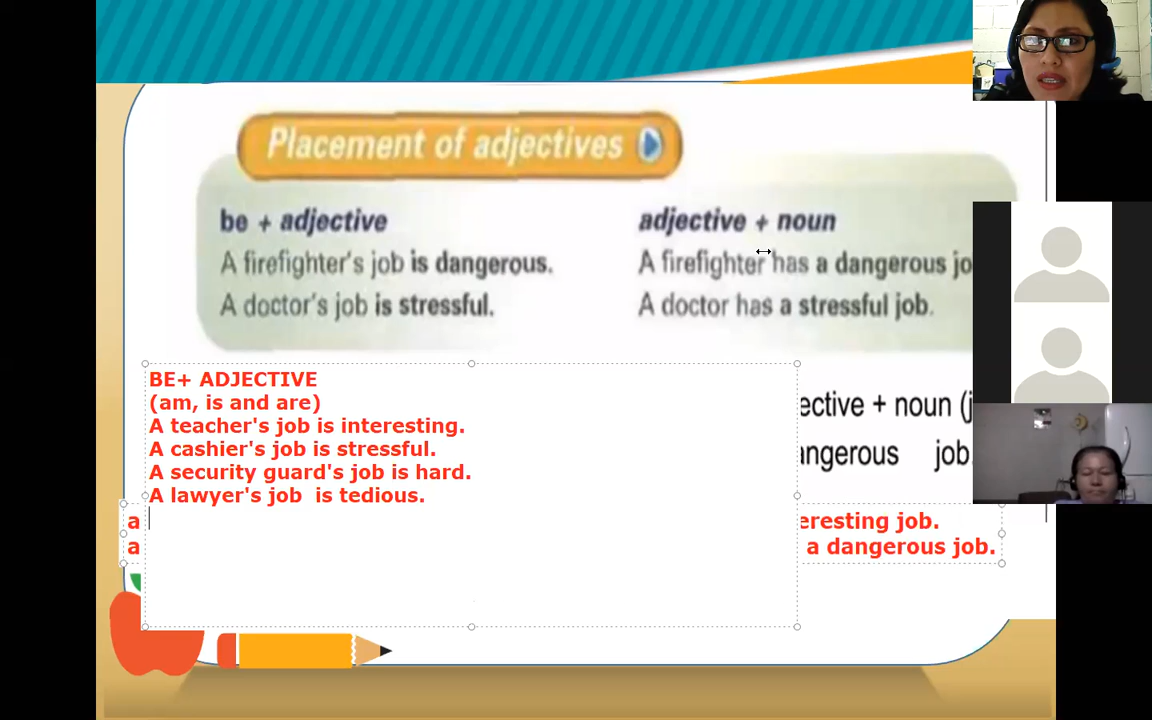 Placement of adjectives
be + adjective
A firefighter's job is dangerous.
A doctor's job is stressful.
adjective + noun
A firefighter has a dangerous jo
A doctor has a stressful job.
BE+ ADJECTIVE
(am, is and are)
A teacher's job is interesting.
A cashier's job is stressful.
A security guard's job is hard.
A lawyer's job  is tedious.
ective + noun (j
angerous job.
a
eresting job.
a
a dangerous job.